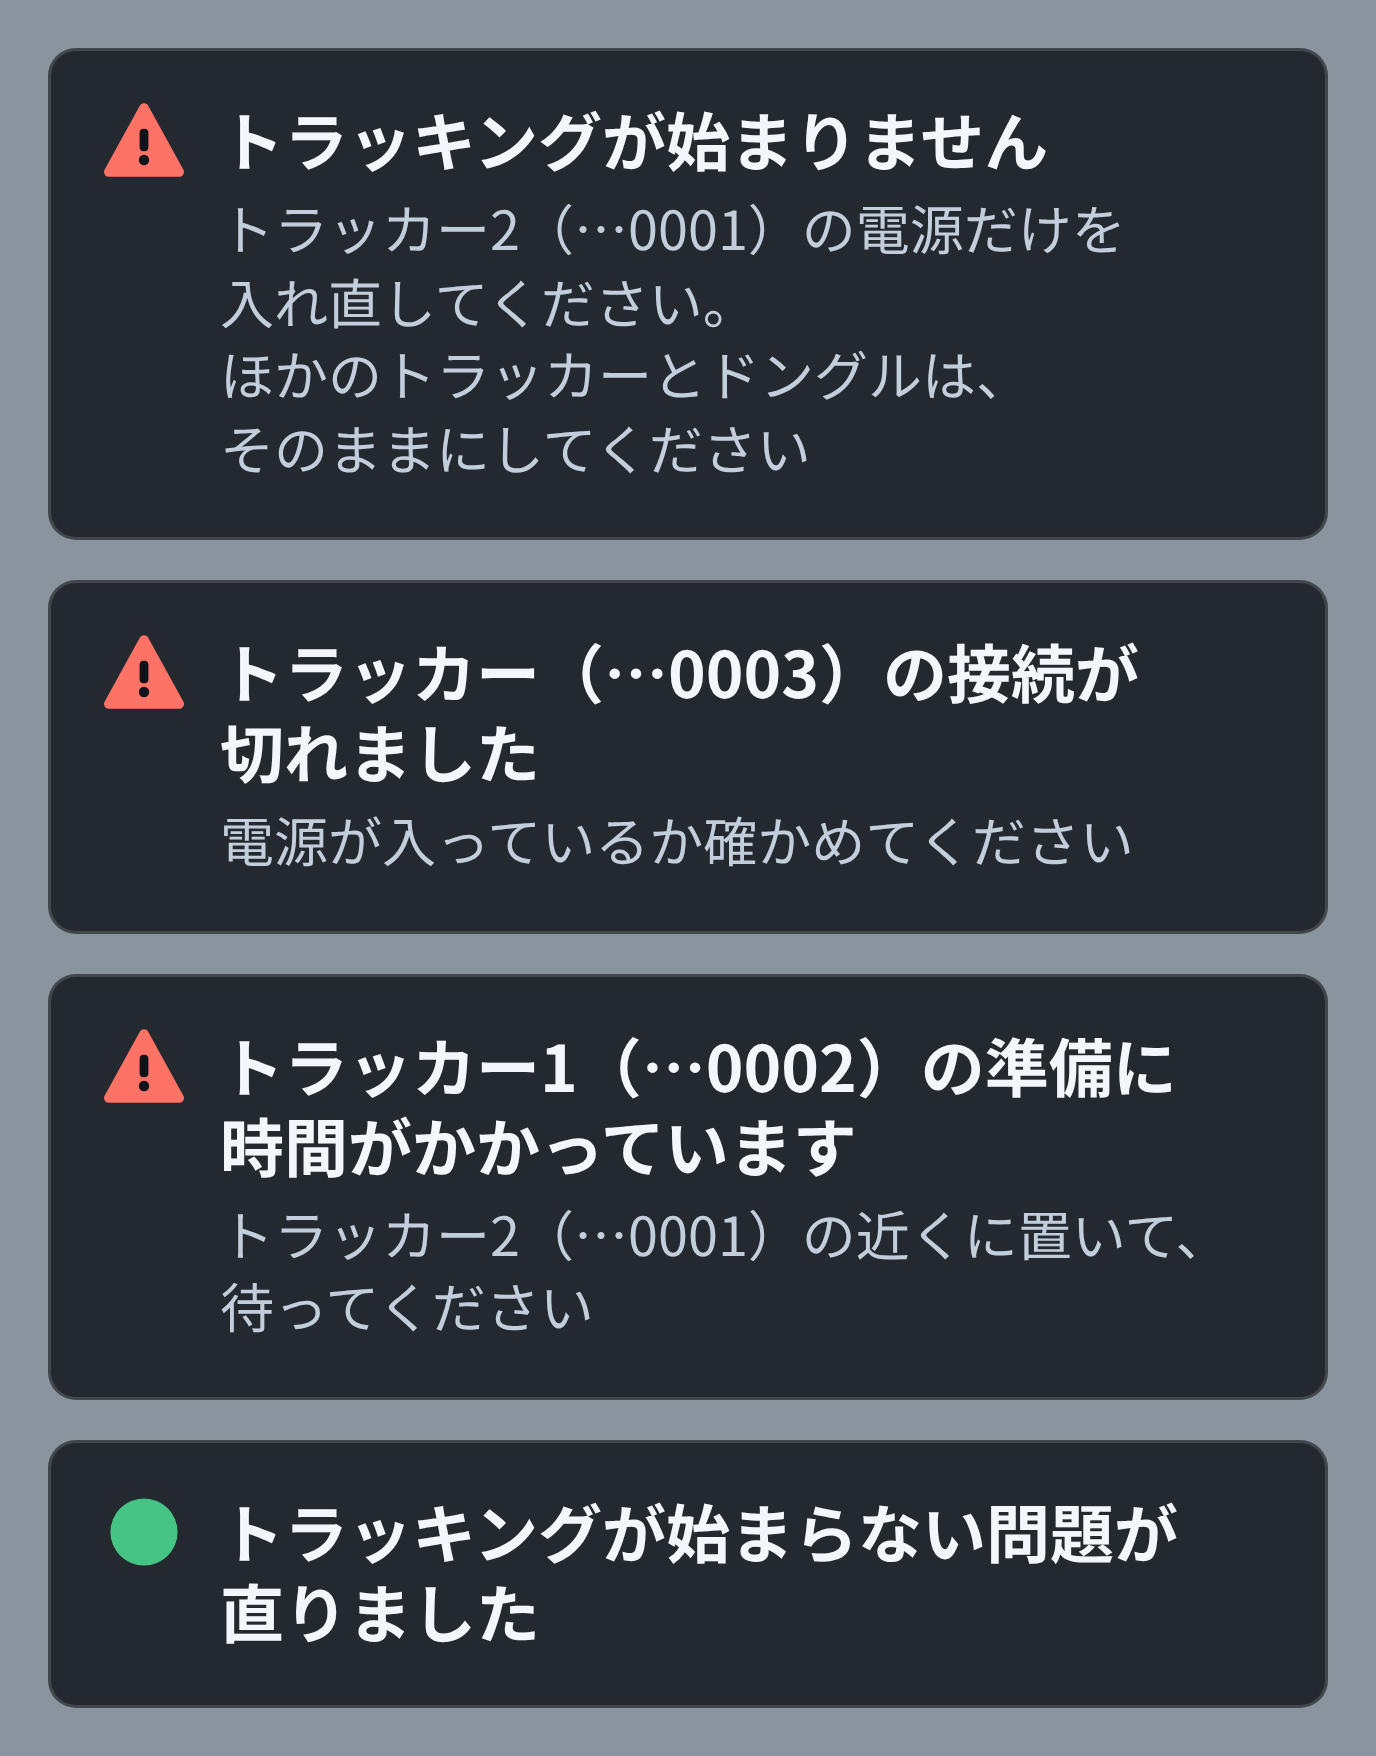 トラッキングが始まりません
トラッカー2（…0001）の電源だけを
入れ直してください。
ほかのトラッカーとドングルは、
そのままにしてください
トラッカー（…0003）の接続が
切れました
電源が入っているか確かめてください
トラッカー1（…0002）の準備に
時間がかかっています
トラッカー2（…0001）の近くに置いて、
待ってください
トラッキングが始まらない問題が
直りました